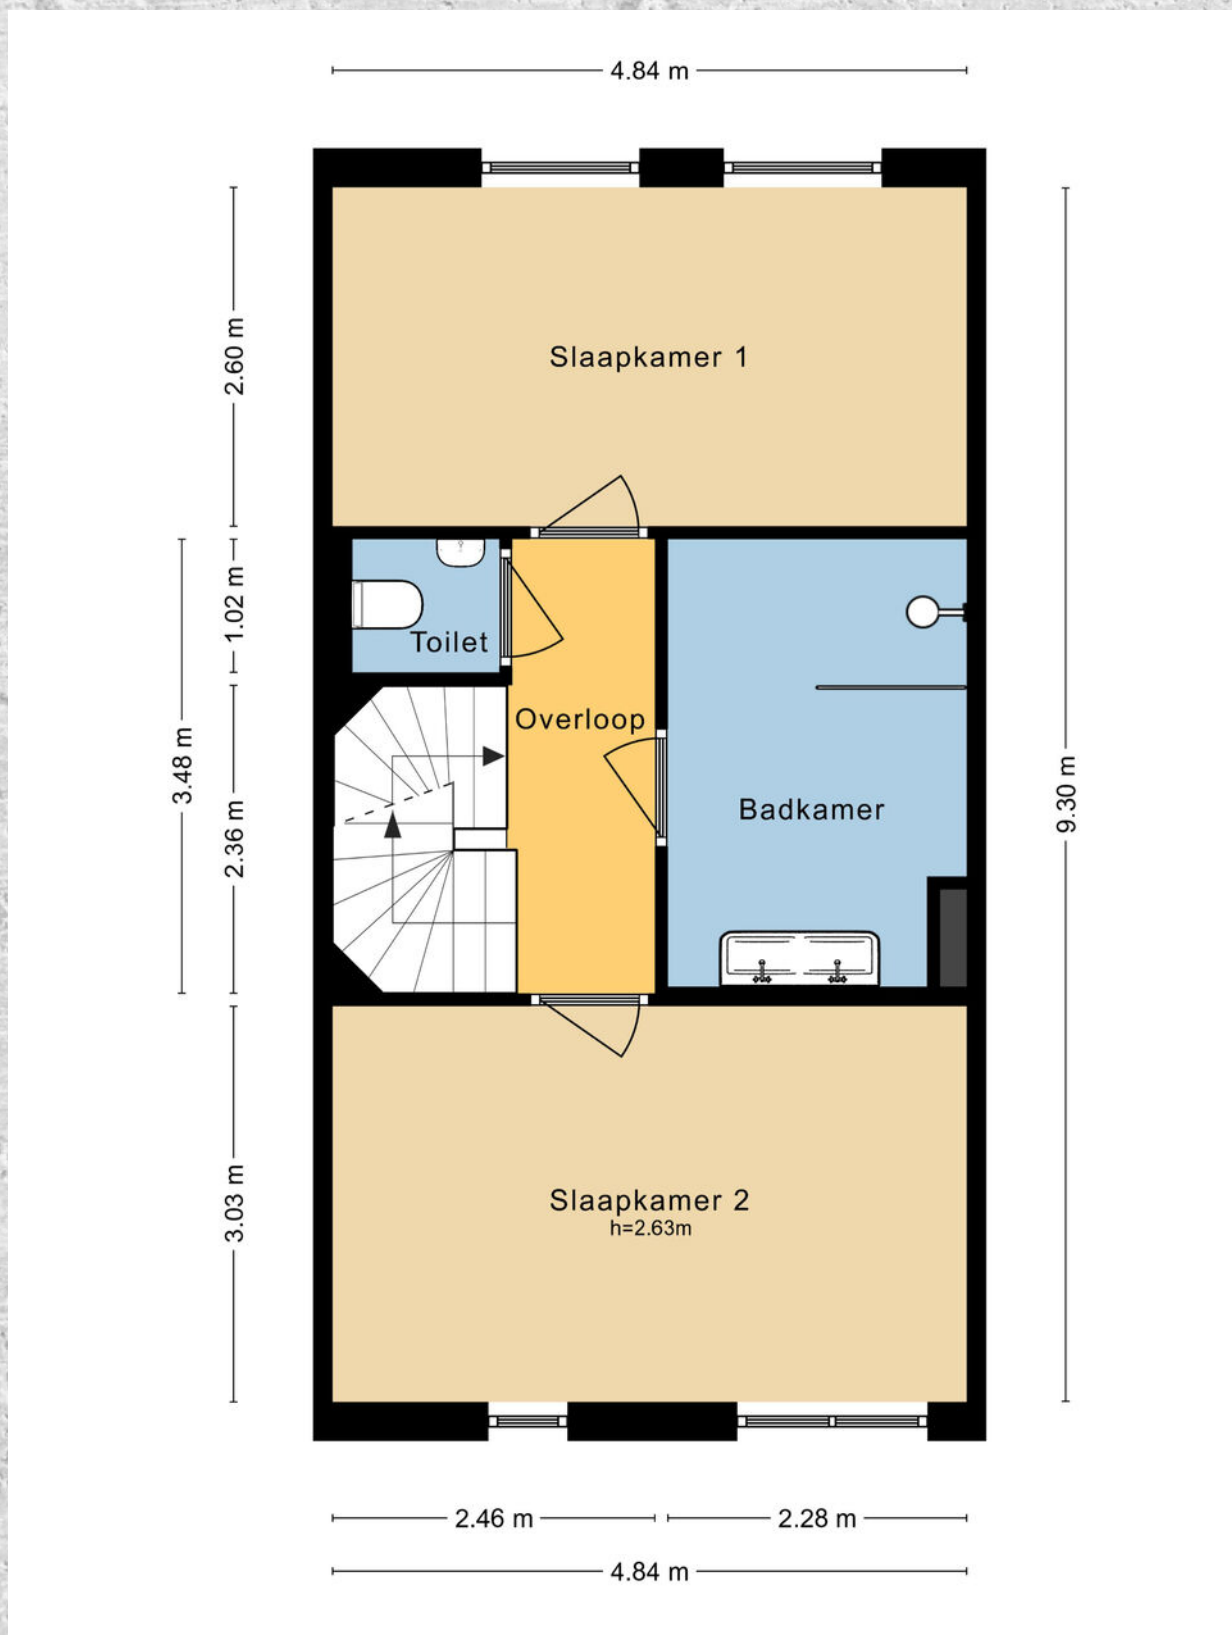 4.84 m
2.60 m
Slaapkamer 1
1.02 m
Toilet
Overloop
3.48 m
2.36 m
Badkamer
9.30 m
3.03 m
Slaapkamer 2
h=2.63m
2.46 m
2.28 m
4.84 m